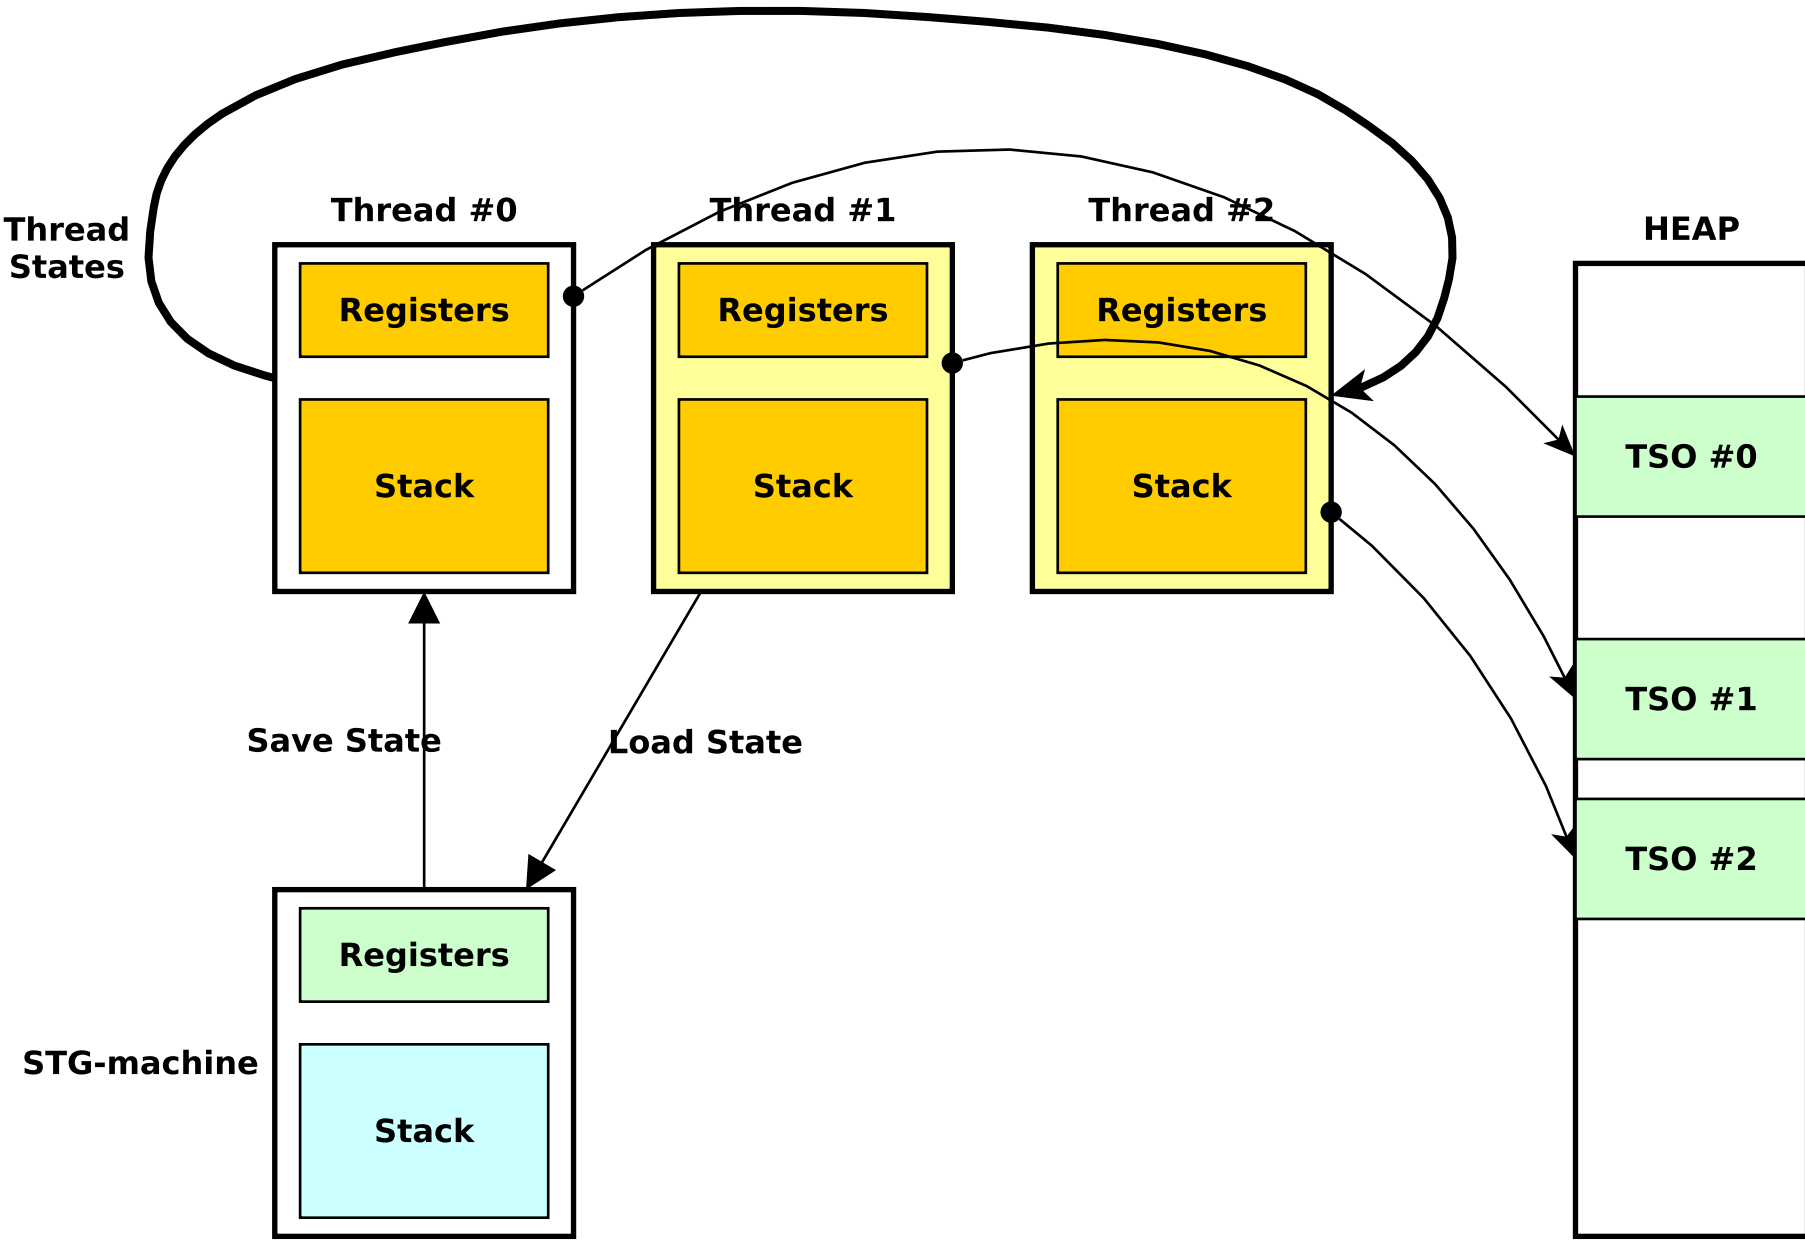 Thread #0
Thread #1
Thread #2
Thread
States
HEAP
Registers
Registers
Registers
Stack
Stack
Stack
TSO #0
TSO #1
Save State
Load State
TSO #2
Registers
STG-machine
Stack